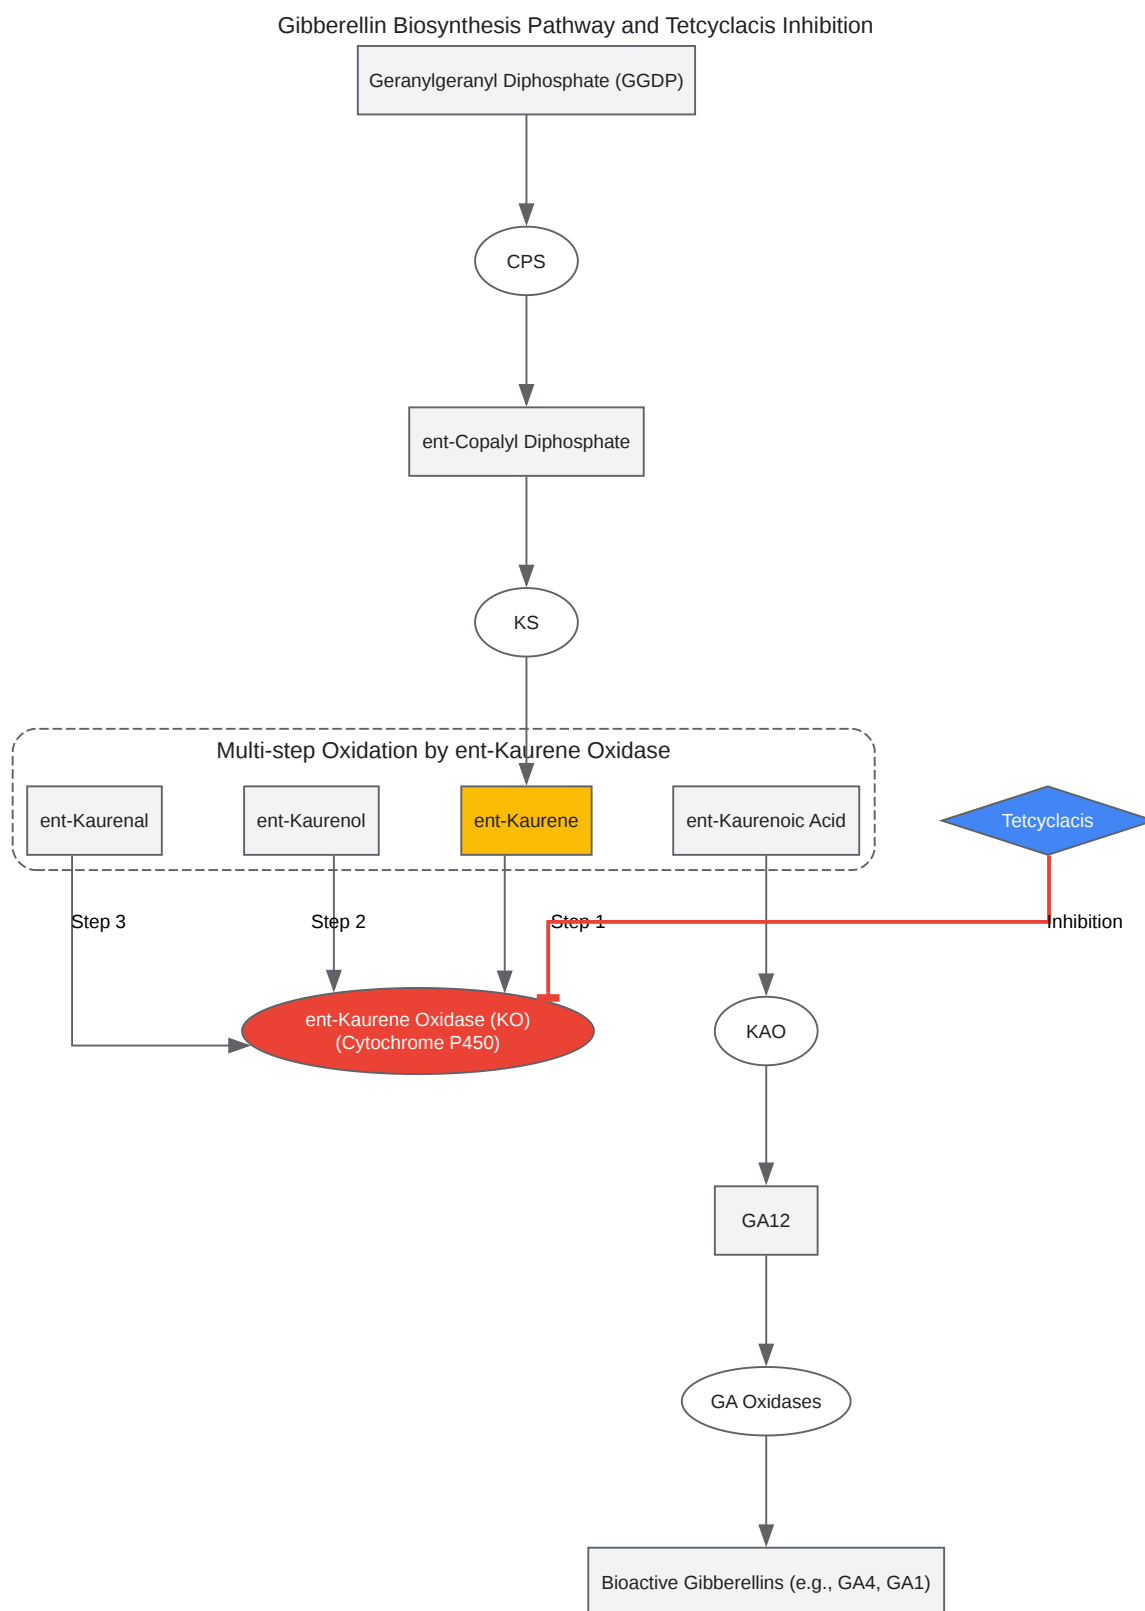 Gibberellin Biosynthesis Pathway and Tetcyclacis Inhibition
Geranylgeranyl Diphosphate (GGDP)
CPS
ent-Copalyl Diphosphate
KS
Multi-step Oxidation by ent-Kaurene Oxidase
ent-Kaurenal
ent-Kaurenol
ent-Kaurene
ent-Kaurenoic Acid
Tetcyclacis
Step 3
Step 2
Step 1
Inhibition
ent-Kaurene Oxidase (KO)
(Cytochrome P450)
KAO
GA12
GA Oxidases
Bioactive Gibberellins (e.g., GA4, GA1)